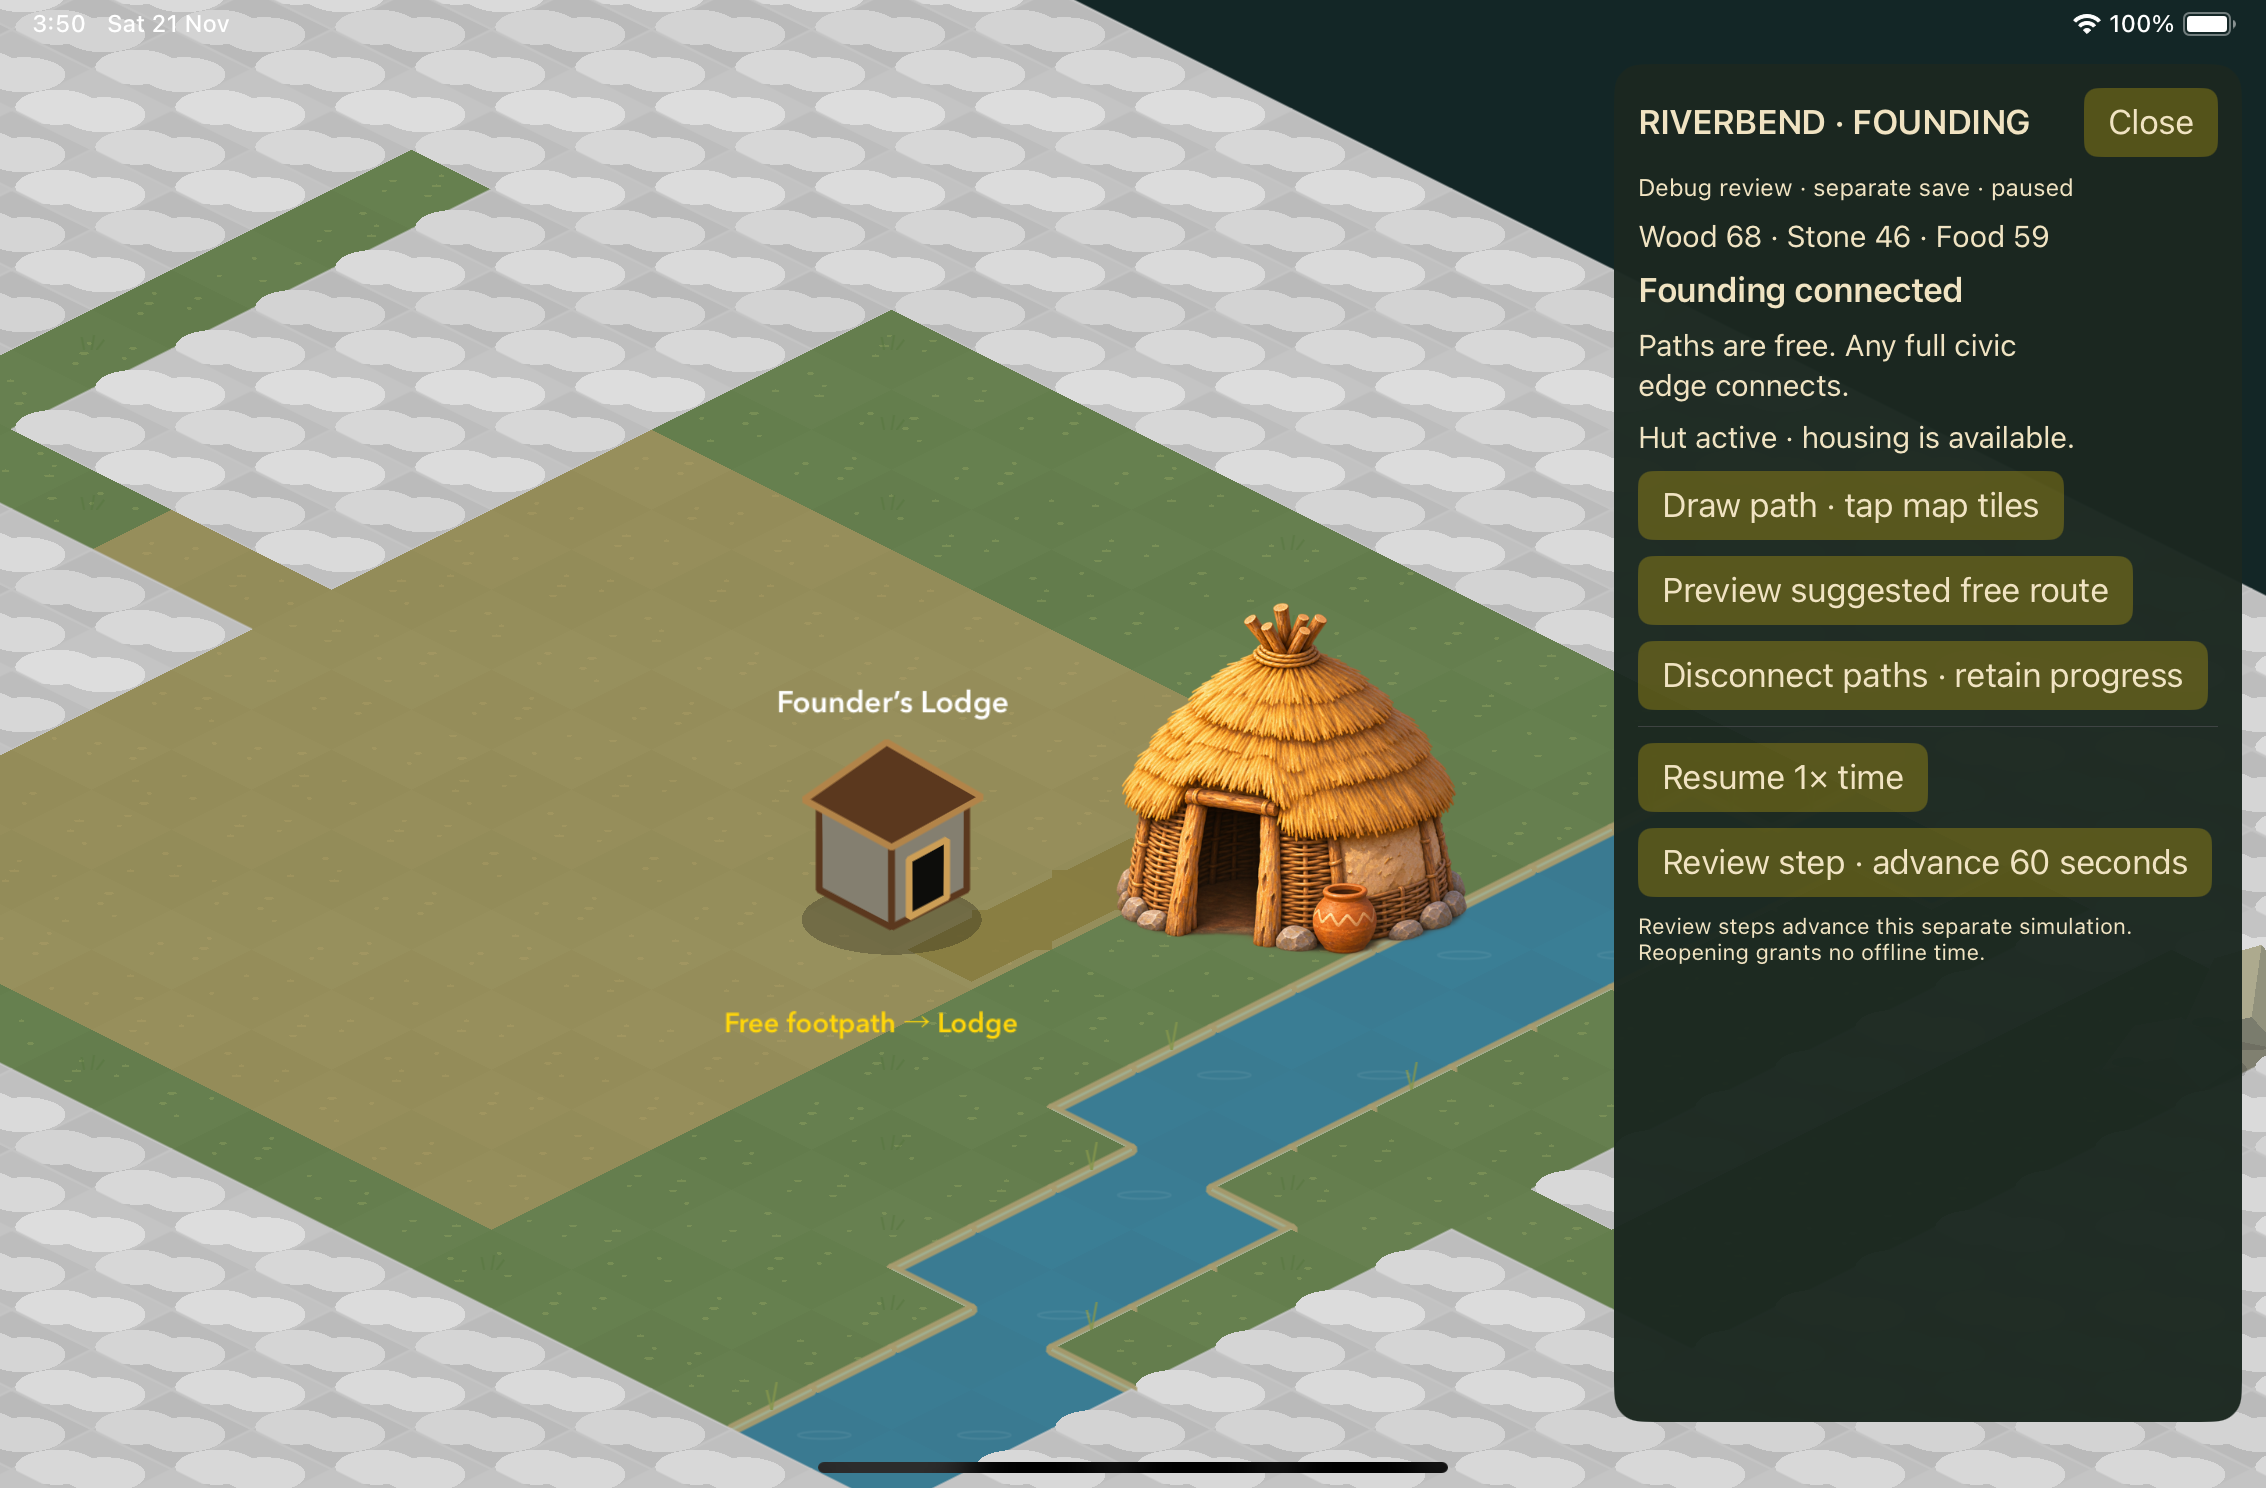 3:50 Sat 21 Nov
100%
RIVERBEND · FOUNDING
Close
Debug review · separate save · paused
Wood 68 · Stone 46 · Food 59
Founding connected
Paths are free. Any full civic
edge connects.
Hut active · housing is available.
Draw path · tap map tiles
Preview suggested free route
Disconnect paths · retain progress
Resume 1× time
Review step · advance 60 seconds
Review steps advance this separate simulation.
Reopening grants no offline time.
Founder’s Lodge
Free footpath → Lodge